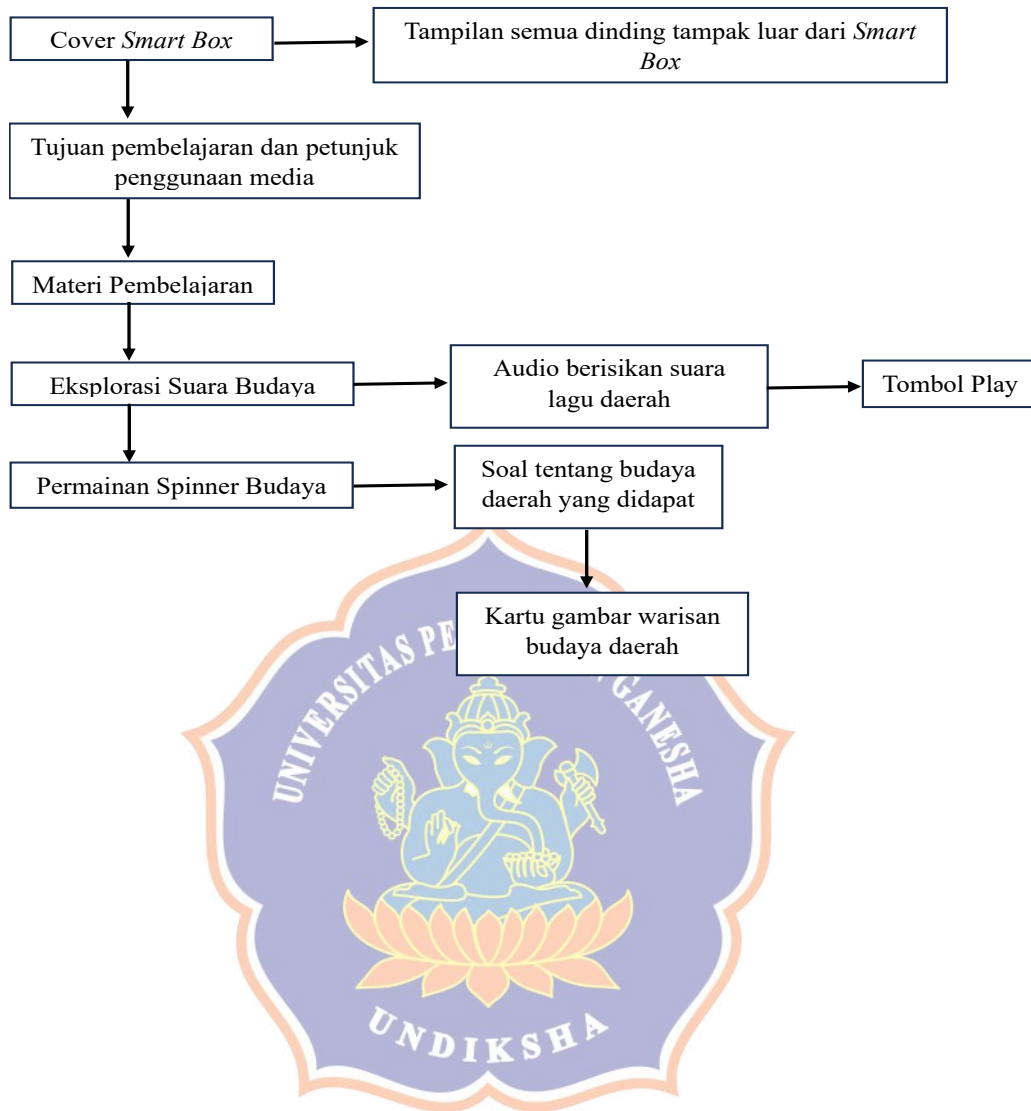 Cover Smart Box
Tampilan semua dinding tampak luar dari Smart
Box
Tujuan pembelajaran dan petunjuk
penggunaan media
Materi Pembelajaran
Eksplorasi Suara Budaya
Audio berisikan suara
lagu daerah
Tombol Play
Permainan Spinner Budaya
Soal tentang budaya
daerah yang didapat
Kartu gambar warisan
budaya daerah
UNIVERSITAS PE GANESHA
UNDIKSHA